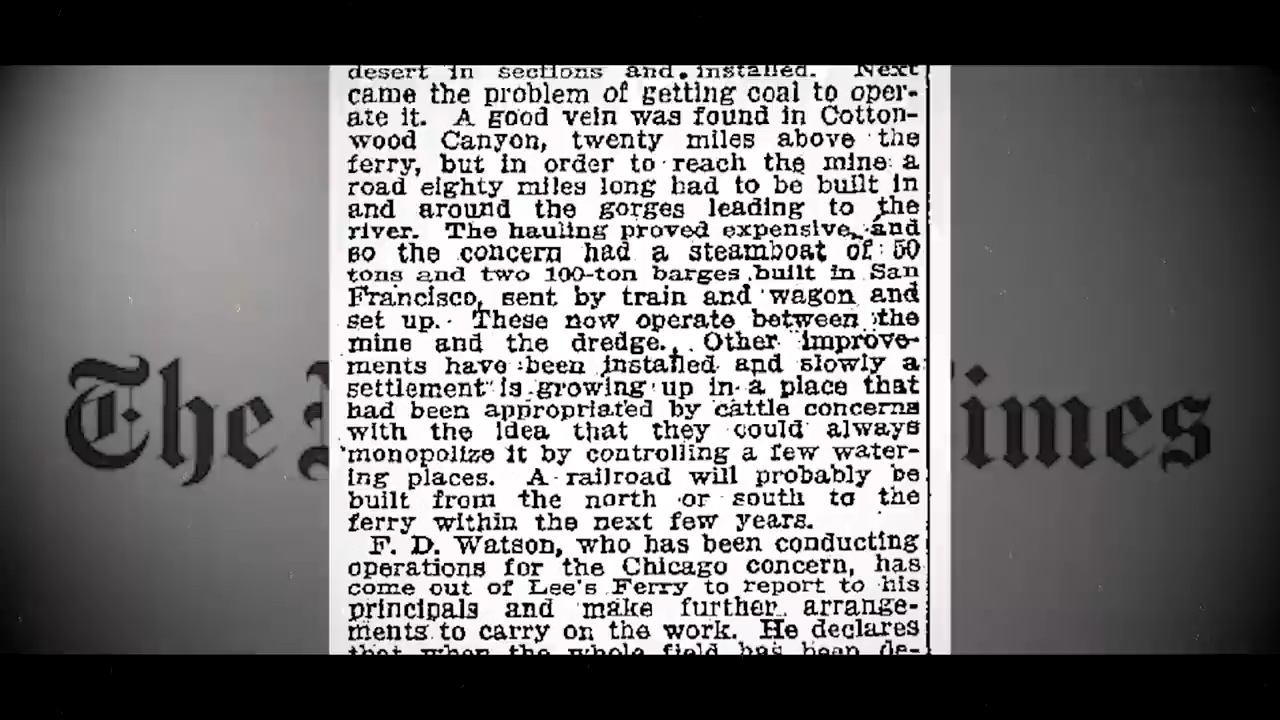 desert in sections and installed. Next
came the problem of getting coal to oper-
ate it. A good vein was found in Cotton-
wood Canyon, twenty miles above the
ferry, but in order to reach the mine a
road eighty miles long had to be built in
and around the gorges leading to the
river. The hauling proved expensive, and
so the concern had a steamboat of 50
tons and two 100-ton barges built in San
Francisco, sent by train and wagon and
set up. These now operate between the
mine and the dredge. Other improve-
ments have been installed and slowly a
settlement is growing up in a place that
had been appropriated by cattle concerns
with the idea that they could always
monopolize it by controlling a few water-
ing places. A railroad will probably be
built from the north or south to the
ferry within the next few years.
F. D. Watson, who has been conducting
operations for the Chicago concern, has
come out of Lee's Ferry to report to his
principals and make further arrange-
ments to carry on the work. He declares
that when the whole field has been de-
The imes